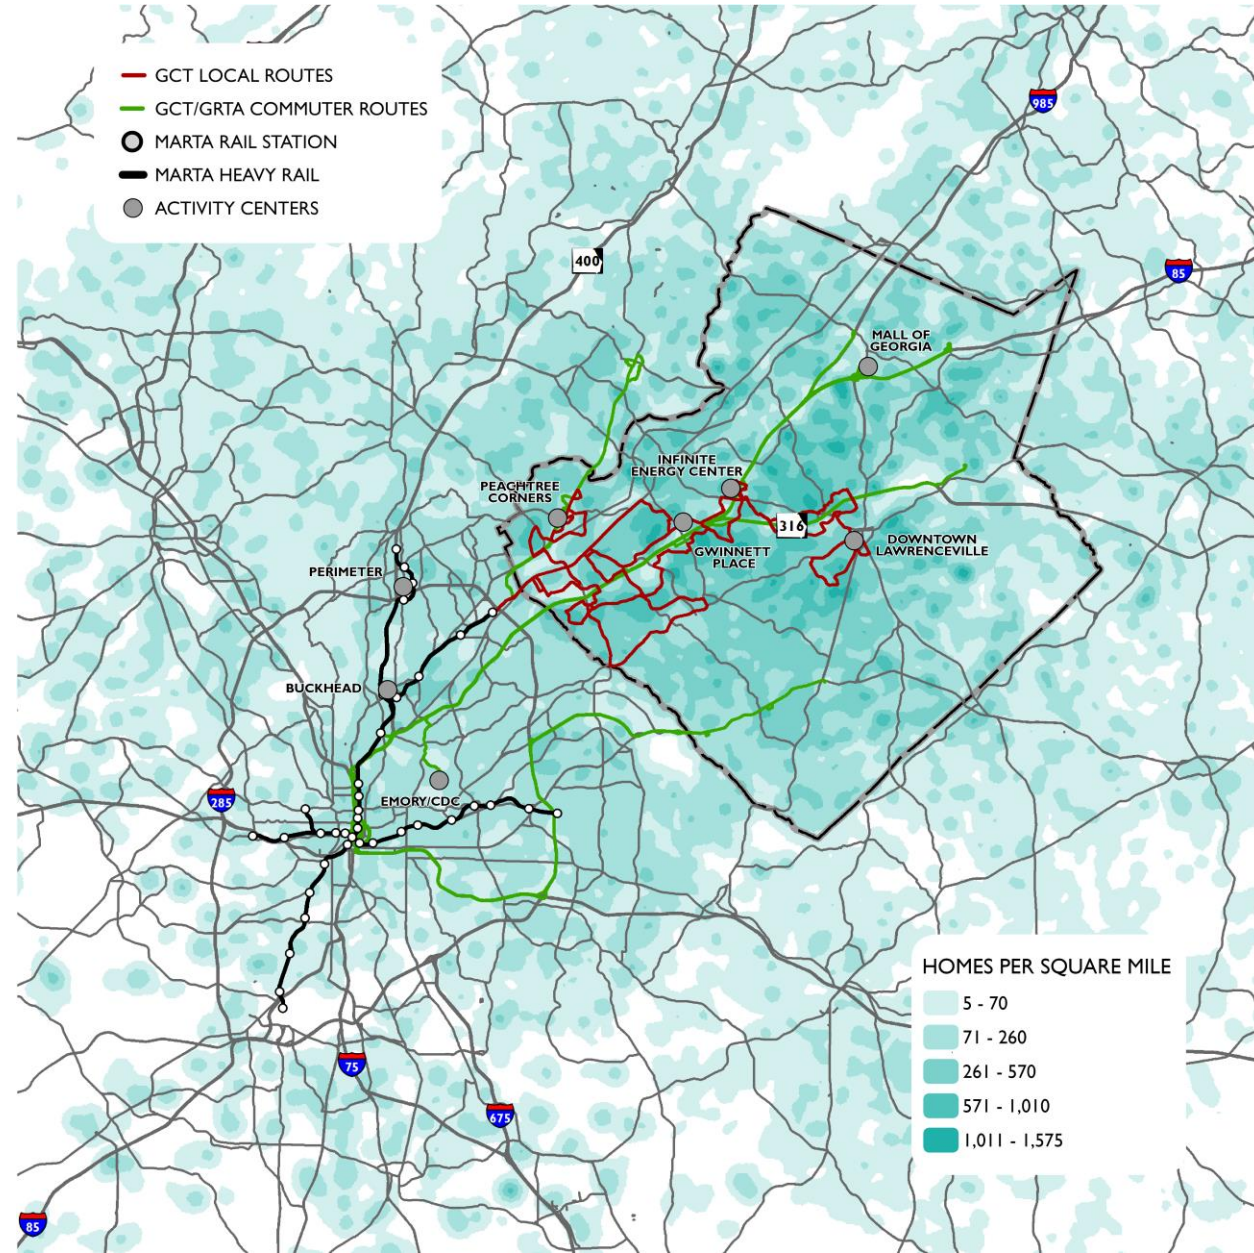 GCT LOCAL ROUTES
GCT/GRTA COMMUTER ROUTES
MARTA RAIL STATION
MARTA HEAVY RAIL
ACTIVITY CENTERS
985
400
85
MALL OF
GEORGIA
INFINITE
ENERGY CENTER
PEACHTREE
CORNERS
316
GWINNETT
PLACE
DOWNTOWN
LAWRENCEVILLE
PERIMETER
BUCKHEAD
EMORY/CDC
285
75
675
85
HOMES PER SQUARE MILE
5 - 70
71 - 260
261 - 570
571 - 1,010
1,011 - 1,575